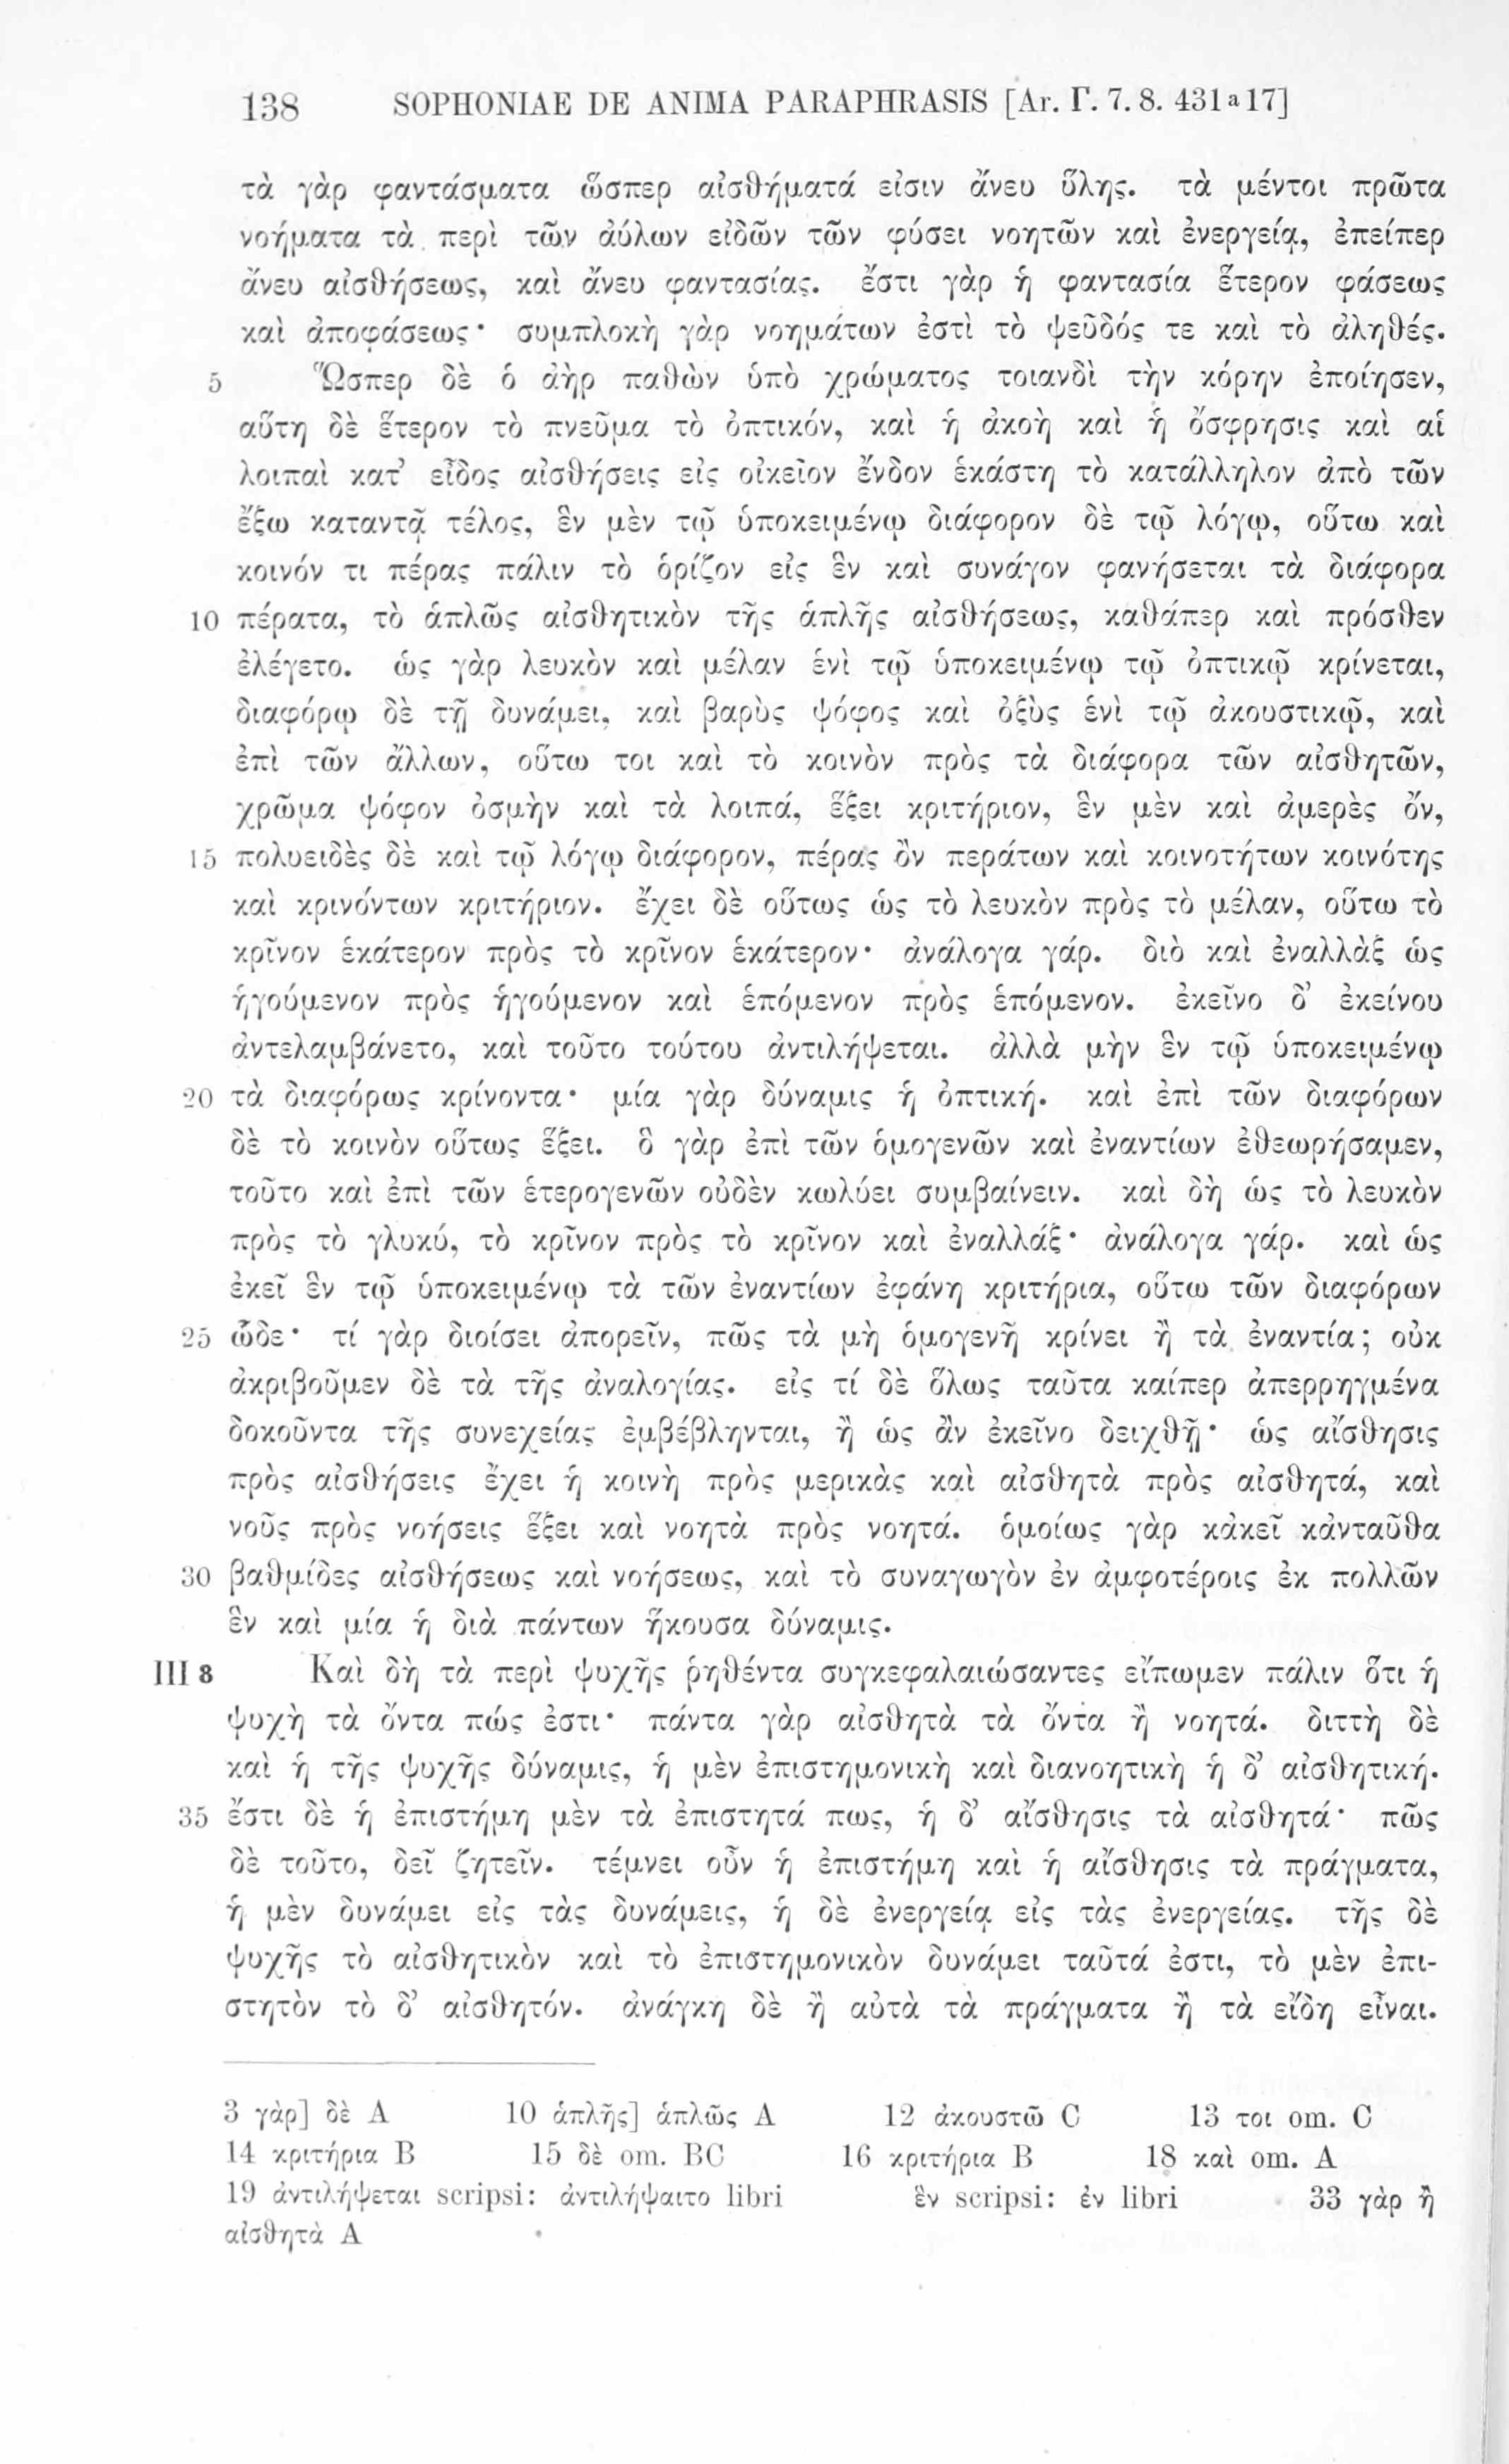 138 SOPHONIAE DE ANIMA PARAPHRASIS [Ar. Γ. 7. 8. 431a17]
τὰ γὰρ φαντάσματα ὥσπερ αἰσθήματά εἰσιν ἄνευ ὕλης. τὰ μέντοι πρῶτα
νοήματα τὰ περὶ τῶν ἀύλων εἰδῶν τῶν φύσει νοητῶν καὶ ἐνεργείᾳ, ἐπείπερ
ἄνευ αἰσθήσεως, καὶ ἄνευ φαντασίας. ἔστι γὰρ ἡ φαντασία ἕτερον φάσεως
καὶ ἀποφάσεως· συμπλοκὴ γὰρ νοημάτων ἐστὶ τὸ ψεῦδός τε καὶ τὸ ἀληθές.
5 Ὥσπερ δὲ ὁ ἀὴρ παθὼν ὑπὸ χρώματος τοιανδὶ τὴν κόρην ἐποίησεν,
αὕτη δὲ ἕτερον τὸ πνεῦμα τὸ ὀπτικόν, καὶ ἡ ἀκοὴ καὶ ἡ ὄσφρησις καὶ αἱ
λοιπαὶ κατ’ εἶδος αἰσθήσεις εἰς οἰκεῖον ἔνδον ἑκάστη τὸ κατάλληλον ἀπὸ τῶν
ἔξω καταντᾷ τέλος, ἓν μὲν τῷ ὑποκειμένῳ διάφορον δὲ τῷ λόγῳ, οὕτω καὶ
κοινόν τι πέρας πάλιν τὸ ὁρίζον εἰς ἓν καὶ συνάγον φανήσεται τὰ διάφορα
10 πέρατα, τὸ ἁπλῶς αἰσθητικὸν τῆς ἁπλῆς αἰσθήσεως, καθάπερ καὶ πρόσθεν
ἐλέγετο. ὡς γὰρ λευκὸν καὶ μέλαν ἑνὶ τῷ ὑποκειμένῳ τῷ ὀπτικῷ κρίνεται,
διαφόρῳ δὲ τῇ δυνάμει, καὶ βαρὺς ψόφος καὶ ὀξὺς ἑνὶ τῷ ἀκουστικῷ, καὶ
ἐπὶ τῶν ἄλλων, οὕτω τοι καὶ τὸ κοινὸν πρὸς τὰ διάφορα τῶν αἰσθητῶν,
χρῶμα ψόφον ὀσμὴν καὶ τὰ λοιπά, ἕξει κριτήριον, ἓν μὲν καὶ ἀμερὲς ὄν,
15 πολυειδὲς δὲ καὶ τῷ λόγῳ διάφορον, πέρας ὂν περάτων καὶ κοινοτήτων κοινότης
καὶ κρινόντων κριτήριον. ἔχει δὲ οὕτως ὡς τὸ λευκὸν πρὸς τὸ μέλαν, οὕτω τὸ
κρῖνον ἑκάτερον πρὸς τὸ κρῖνον ἑκάτερον· ἀνάλογα γάρ. διὸ καὶ ἐναλλὰξ ὡς
ἡγούμενον πρὸς ἡγούμενον καὶ ἑπόμενον πρὸς ἑπόμενον. ἐκεῖνο δ’ ἐκείνου
ἀντελαμβάνετο, καὶ τοῦτο τούτου ἀντιλήψεται. ἀλλὰ μὴν ἓν τῷ ὑποκειμένῳ
20 τὰ διαφόρως κρίνοντα· μία γὰρ δύναμις ἡ ὀπτική. καὶ ἐπὶ τῶν διαφόρων
δὲ τὸ κοινὸν οὕτως ἕξει. ὃ γὰρ ἐπὶ τῶν ὁμογενῶν καὶ ἐναντίων ἐθεωρήσαμεν,
τοῦτο καὶ ἐπὶ τῶν ἑτερογενῶν οὐδὲν κωλύει συμβαίνειν. καὶ δὴ ὡς τὸ λευκὸν
πρὸς τὸ γλυκύ, τὸ κρῖνον πρὸς τὸ κρῖνον καὶ ἐναλλάξ· ἀνάλογα γάρ. καὶ ὡς
ἐκεῖ ἓν τῷ ὑποκειμένῳ τὰ τῶν ἐναντίων ἐφάνη κριτήρια, οὕτω τῶν διαφόρων
25 ὧδε· τί γὰρ διοίσει ἀπορεῖν, πῶς τὰ μὴ ὁμογενῆ κρίνει ἢ τὰ ἐναντία; οὐκ
ἀκριβοῦμεν δὲ τὰ τῆς ἀναλογίας. εἰς τί δὲ ὅλως ταῦτα καίπερ ἀπερρηγμένα
δοκοῦντα τῆς συνεχείας ἐμβέβληνται, ἢ ὡς ἂν ἐκεῖνο δειχθῇ· ὡς αἴσθησις
πρὸς αἰσθήσεις ἔχει ἡ κοινὴ πρὸς μερικὰς καὶ αἰσθητὰ πρὸς αἰσθητά, καὶ
νοῦς πρὸς νοήσεις ἕξει καὶ νοητὰ πρὸς νοητά. ὁμοίως γὰρ κἀκεῖ κἀνταῦθα
30 βαθμίδες αἰσθήσεως καὶ νοήσεως, καὶ τὸ συναγωγὸν ἐν ἀμφοτέροις ἐκ πολλῶν
ἓν καὶ μία ἡ διὰ πάντων ἥκουσα δύναμις.
III 8 Καὶ δὴ τὰ περὶ ψυχῆς ῥηθέντα συγκεφαλαιώσαντες εἴπωμεν πάλιν ὅτι ἡ
ψυχὴ τὰ ὄντα πώς ἐστι· πάντα γὰρ αἰσθητὰ τὰ ὄντα ἢ νοητά. διττὴ δὲ
καὶ ἡ τῆς ψυχῆς δύναμις, ἡ μὲν ἐπιστημονικὴ καὶ διανοητικὴ ἡ δ’ αἰσθητική.
35 ἔστι δὲ ἡ ἐπιστήμη μὲν τὰ ἐπιστητά πως, ἡ δ’ αἴσθησις τὰ αἰσθητά· πῶς
δὲ τοῦτο, δεῖ ζητεῖν. τέμνει οὖν ἡ ἐπιστήμη καὶ ἡ αἴσθησις τὰ πράγματα,
ἡ μὲν δυνάμει εἰς τὰς δυνάμεις, ἡ δὲ ἐνεργείᾳ εἰς τὰς ἐνεργείας. τῆς δὲ
ψυχῆς τὸ αἰσθητικὸν καὶ τὸ ἐπιστημονικὸν δυνάμει ταὐτά ἐστι, τὸ μὲν ἐπι-
στητὸν τὸ δ’ αἰσθητόν. ἀνάγκη δὲ ἢ αὐτὰ τὰ πράγματα ἢ τὰ εἴδη εἶναι.
3 γὰρ] δὲ A 10 ἁπλῆς] ἁπλῶς A 12 ἀκουστῶ C 13 τοι om. C
14 κριτήρια B 15 δὲ om. BC 16 κριτήρια B 18 καὶ om. A
19 ἀντιλήψεται scripsi: ἀντιλήψαιτο libri ἓν scripsi: ἐν libri 33 γὰρ ἢ
αἰσθητὰ A